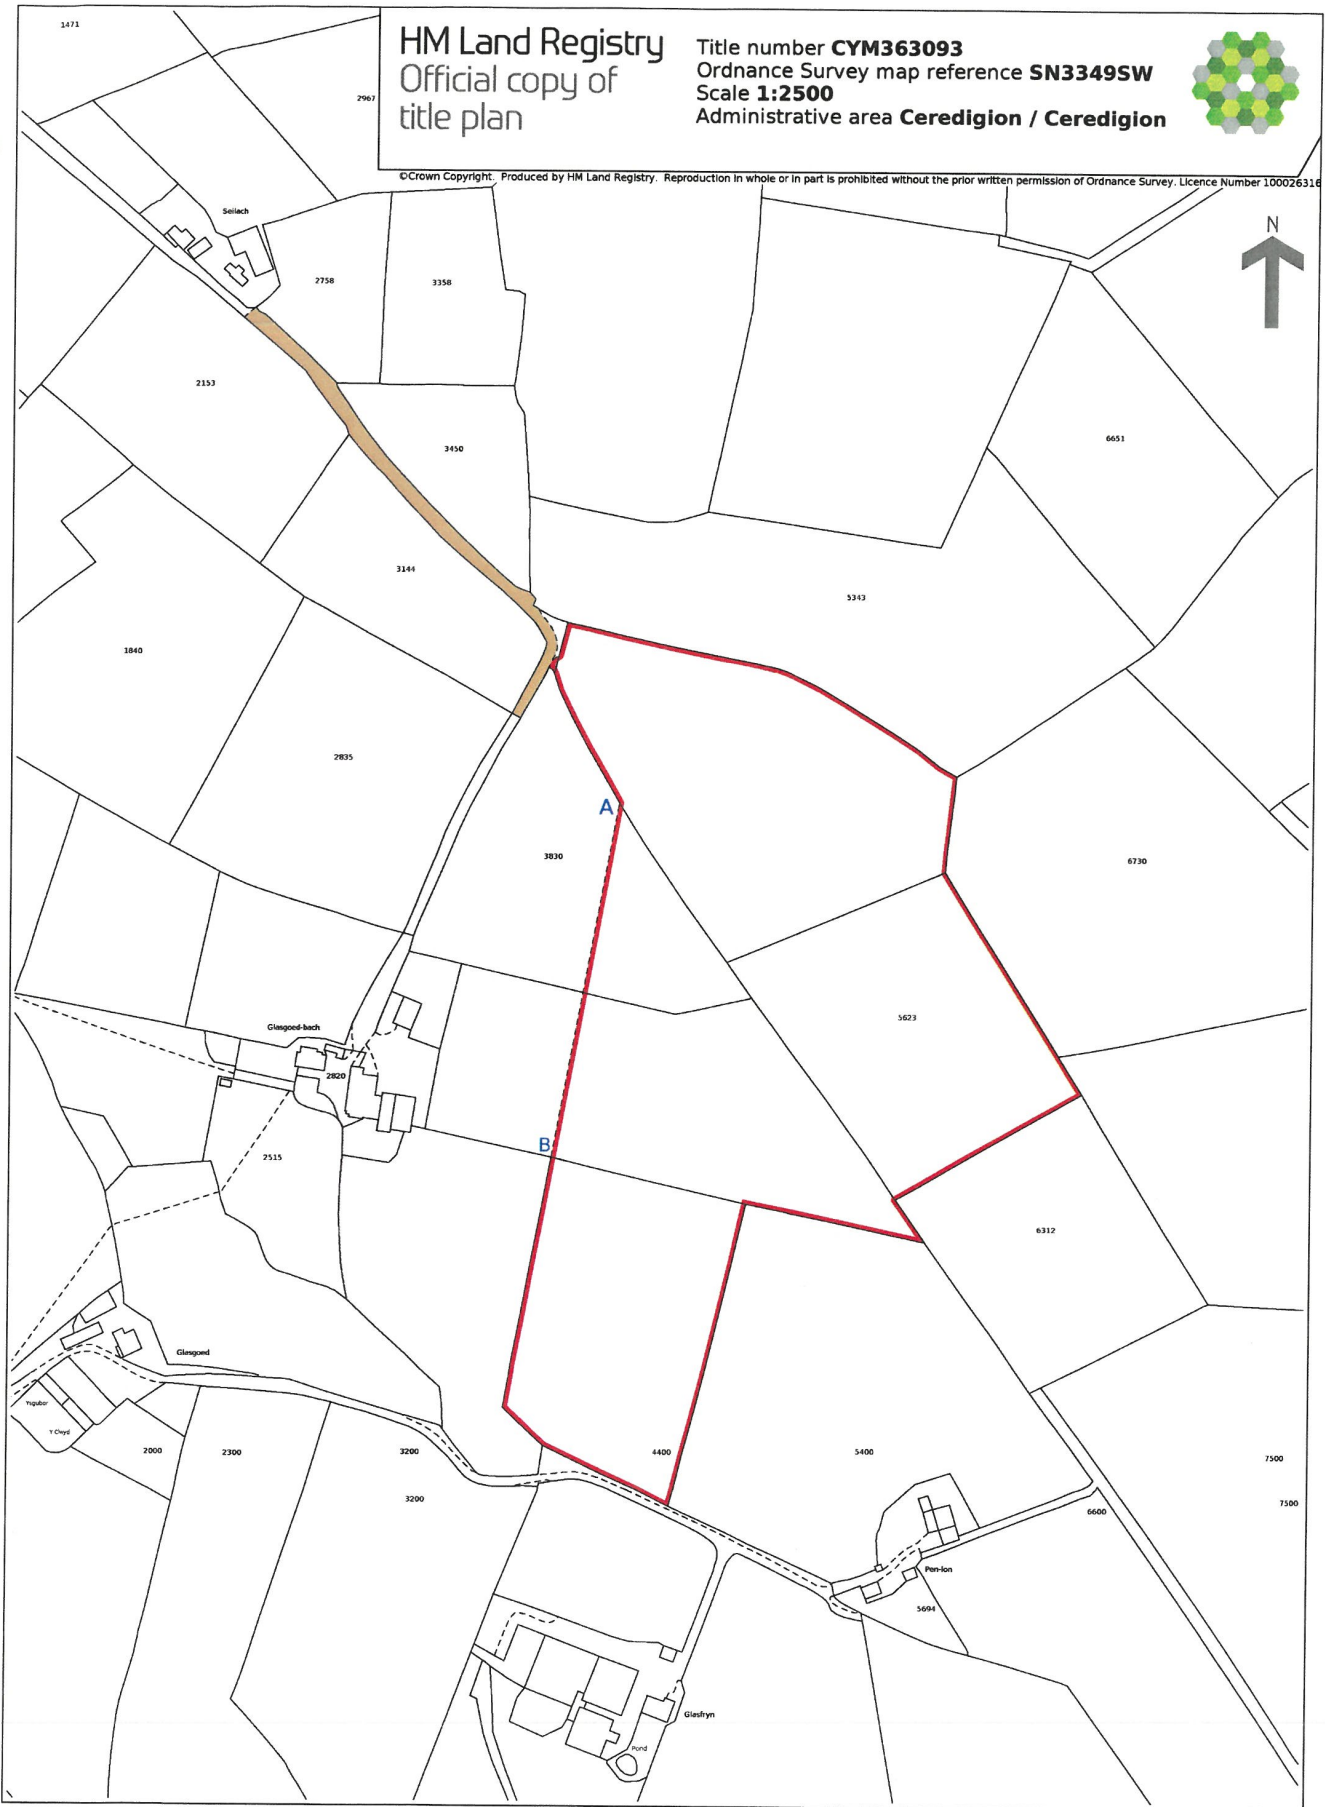 HM Land Registry
Official copy of
title plan
Title number CYM363093
Ordnance Survey map reference SN3349SW
Scale 1:2500
Administrative area Ceredigion / Ceredigion
©Crown Copyright. Produced by HM Land Registry. Reproduction in whole or in part is prohibited without the prior written permission of Ordnance Survey. Licence Number 100026316
1471
2967
Seilach
N
2758
3358
2153
3450
6651
3144
5343
1840
2835
A
3830
6730
5623
Glasgoed-bach
2820
B
2515
6312
Glasgoed
Ysgubor
Y Clwyd
2000
2300
3200
4400
5400
7500
3200
7500
6600
Pen-lon
5694
Glasfryn
Pond